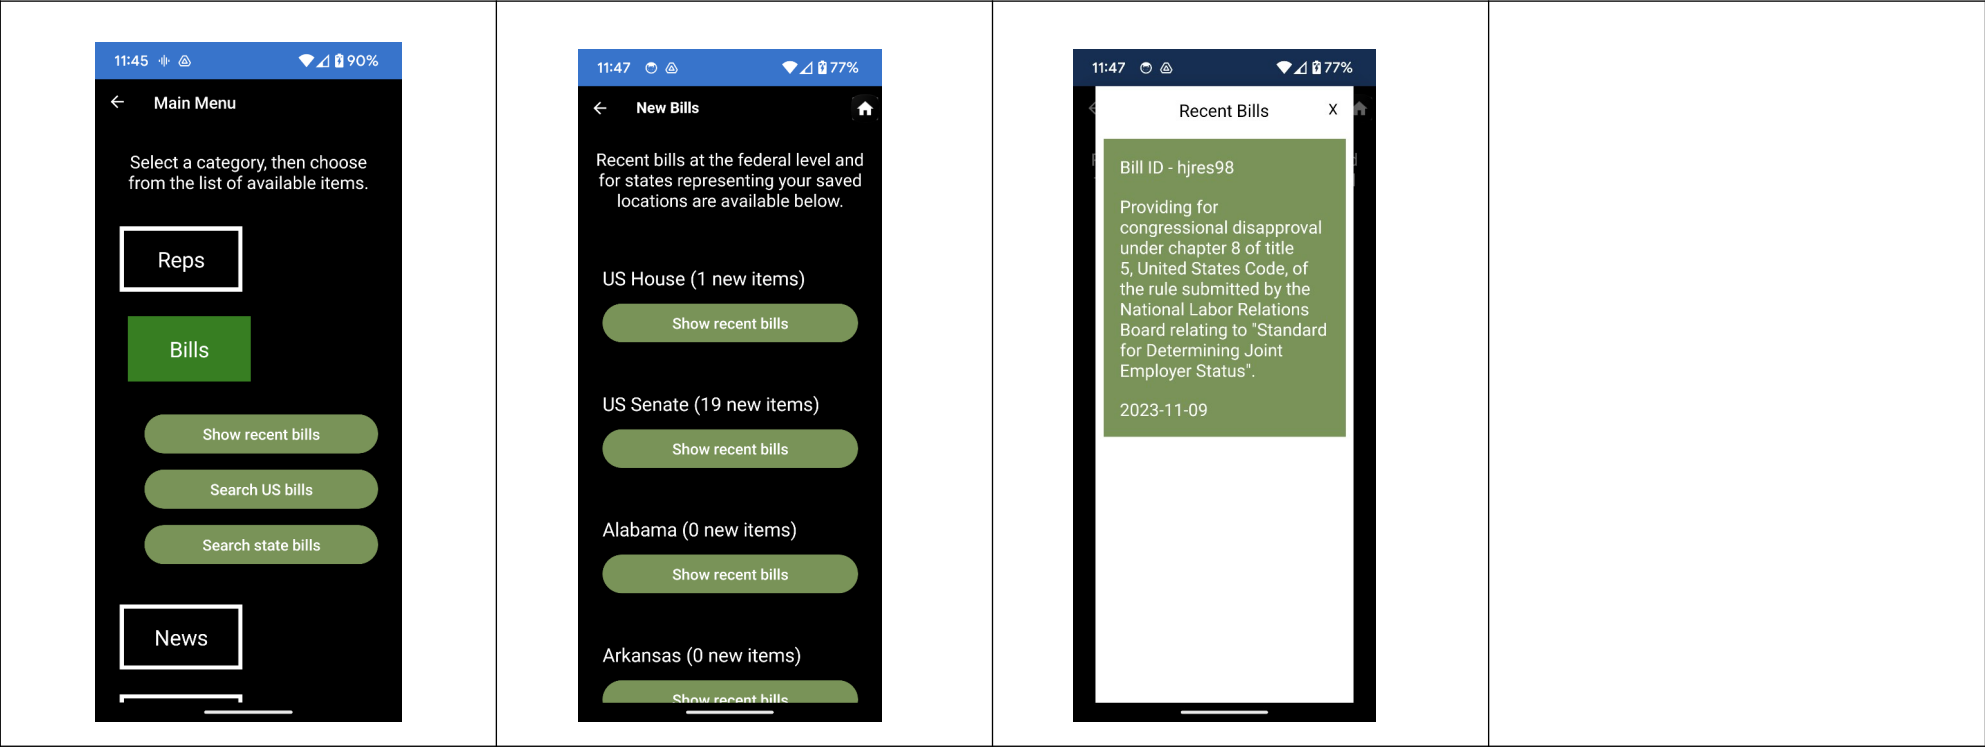 11:45 90%
Main Menu
Select a category, then choose
from the list of available items.
Reps
Bills
Show recent bills
Search US bills
Search state bills
News
11:47 77%
New Bills
Recent bills at the federal level and
for states representing your saved
locations are available below.
US House (1 new items)
Show recent bills
US Senate (19 new items)
Show recent bills
Alabama (0 new items)
Show recent bills
Arkansas (0 new items)
Show recent bills
11:47 77%
Recent Bills X
Bill ID - hjres98
Providing for
congressional disapproval
under chapter 8 of title
5, United States Code, of
the rule submitted by the
National Labor Relations
Board relating to "Standard
for Determining Joint
Employer Status".
2023-11-09